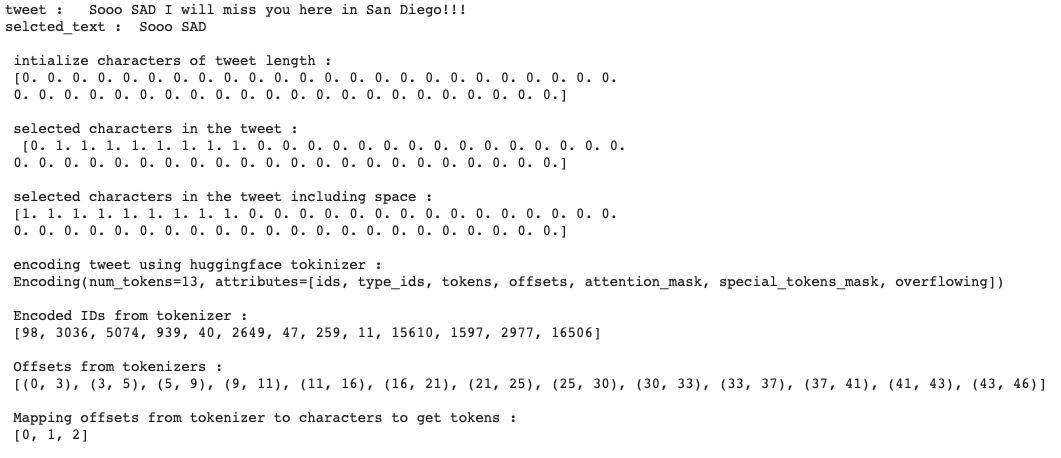 tweet : Sooo SAD I will miss you here in San Diego!!!
selcted_text : Sooo SAD
intialize characters of tweet length :
[0. 0. 0. 0. 0. 0. 0. 0. 0. 0. 0. 0. 0. 0. 0. 0. 0. 0. 0. 0. 0. 0. 0. 0.
0. 0. 0. 0. 0. 0. 0. 0. 0. 0. 0. 0. 0. 0. 0. 0. 0. 0. 0. 0. 0. 0.]
selected characters in the tweet :
[0. 1. 1. 1. 1. 1. 1. 1. 1. 0. 0. 0. 0. 0. 0. 0. 0. 0. 0. 0. 0. 0. 0. 0.
0. 0. 0. 0. 0. 0. 0. 0. 0. 0. 0. 0. 0. 0. 0. 0. 0. 0. 0. 0. 0. 0.]
selected characters in the tweet including space :
[1. 1. 1. 1. 1. 1. 1. 1. 1. 0. 0. 0. 0. 0. 0. 0. 0. 0. 0. 0. 0. 0. 0. 0.
0. 0. 0. 0. 0. 0. 0. 0. 0. 0. 0. 0. 0. 0. 0. 0. 0. 0. 0. 0. 0. 0.]
encoding tweet using huggingface tokinizer :
Encoding(num_tokens=13, attributes=[ids, type_ids, tokens, offsets, attention_mask, special_tokens_mask, overflowing])
Encoded IDs from tokenizer :
[98, 3036, 5074, 939, 40, 2649, 47, 259, 11, 15610, 1597, 2977, 16506]
Offsets from tokenizers :
[(0, 3), (3, 5), (5, 9), (9, 11), (11, 16), (16, 21), (21, 25), (25, 30), (30, 33), (33, 37), (37, 41), (41, 43), (43, 46)]
Mapping offsets from tokenizer to characters to get tokens :
[0, 1, 2]